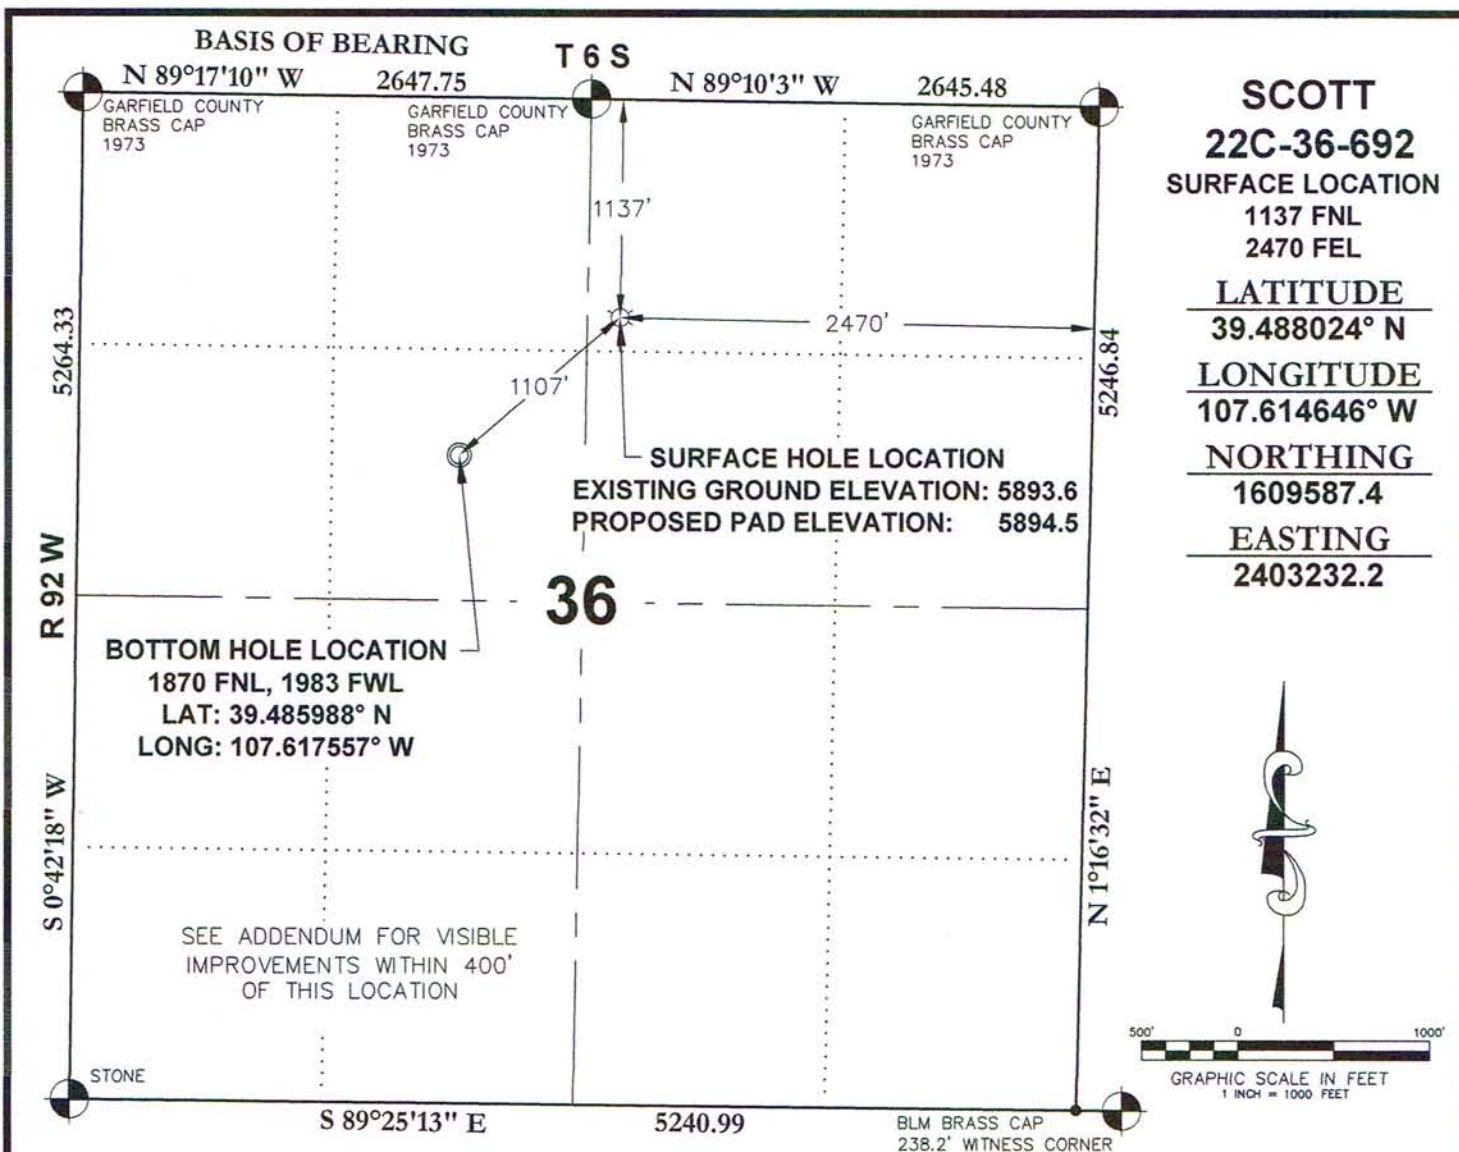 BASIS OF BEARING
T 6 S
N 89°17'10" W 2647.75
N 89°10'3" W 2645.48
GARFIELD COUNTY
BRASS CAP
1973
GARFIELD COUNTY
BRASS CAP
1973
GARFIELD COUNTY
BRASS CAP
1973
SCOTT
22C-36-692
SURFACE LOCATION
1137 FNL
2470 FEL
LATITUDE
39.488024° N
LONGITUDE
107.614646° W
NORTHING
1609587.4
EASTING
2403232.2
1137'
2470'
1107'
5264.33
5246.84
SURFACE HOLE LOCATION
EXISTING GROUND ELEVATION: 5893.6
PROPOSED PAD ELEVATION: 5894.5
R 92 W
36
BOTTOM HOLE LOCATION
1870 FNL, 1983 FWL
LAT: 39.485988° N
LONG: 107.617557° W
S 0°42'18" W
N 1°16'32" E
SEE ADDENDUM FOR VISIBLE
IMPROVEMENTS WITHIN 400'
OF THIS LOCATION
STONE
S 89°25'13" E 5240.99
BLM BRASS CAP
238.2' WITNESS CORNER
500' 0 1000'
GRAPHIC SCALE IN FEET
1 INCH = 1000 FEET